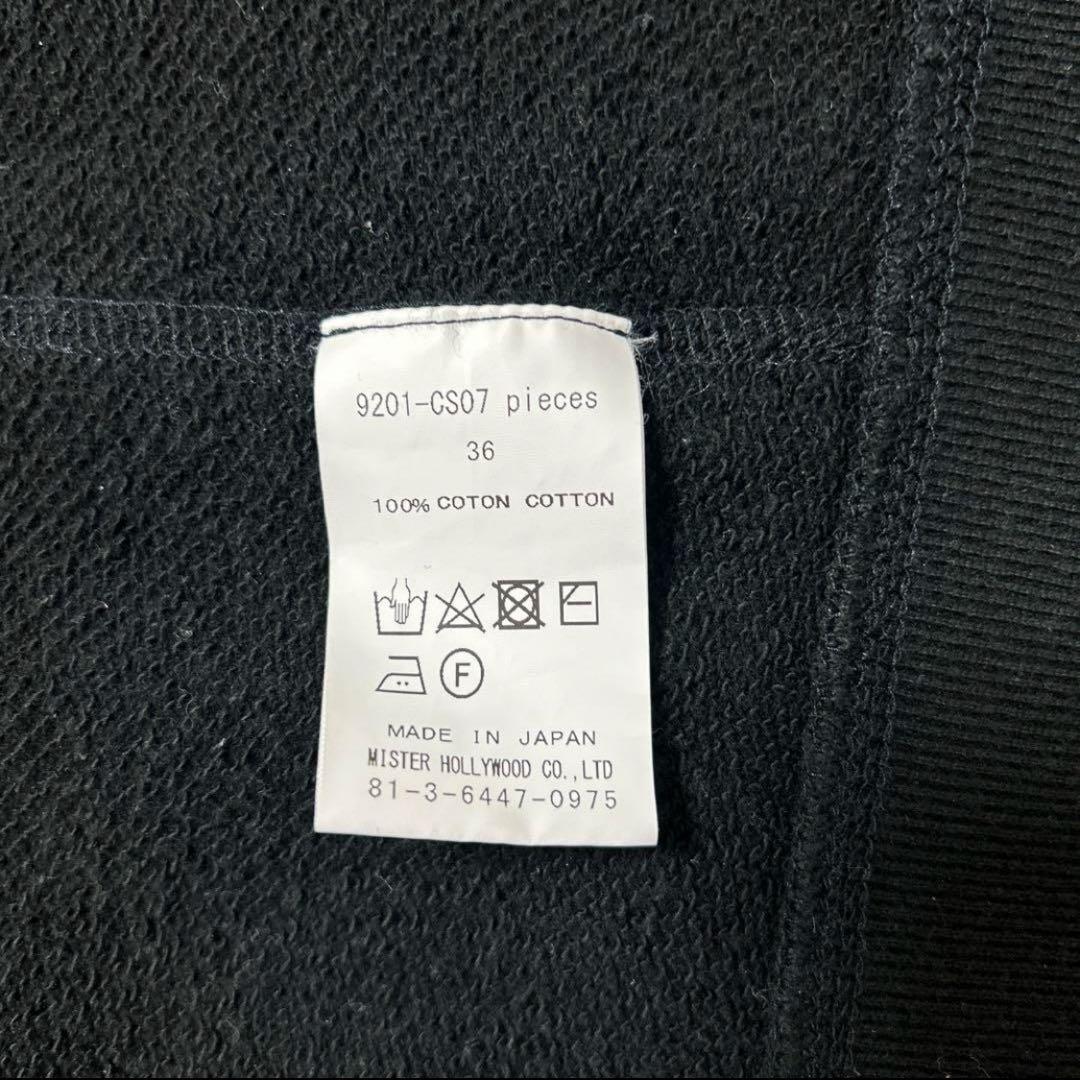 9201-CS07 pieces
36
100% COTON COTTON
F
MADE IN JAPAN
MISTER HOLLYWOOD CO.,LTD
81-3-6447-0975